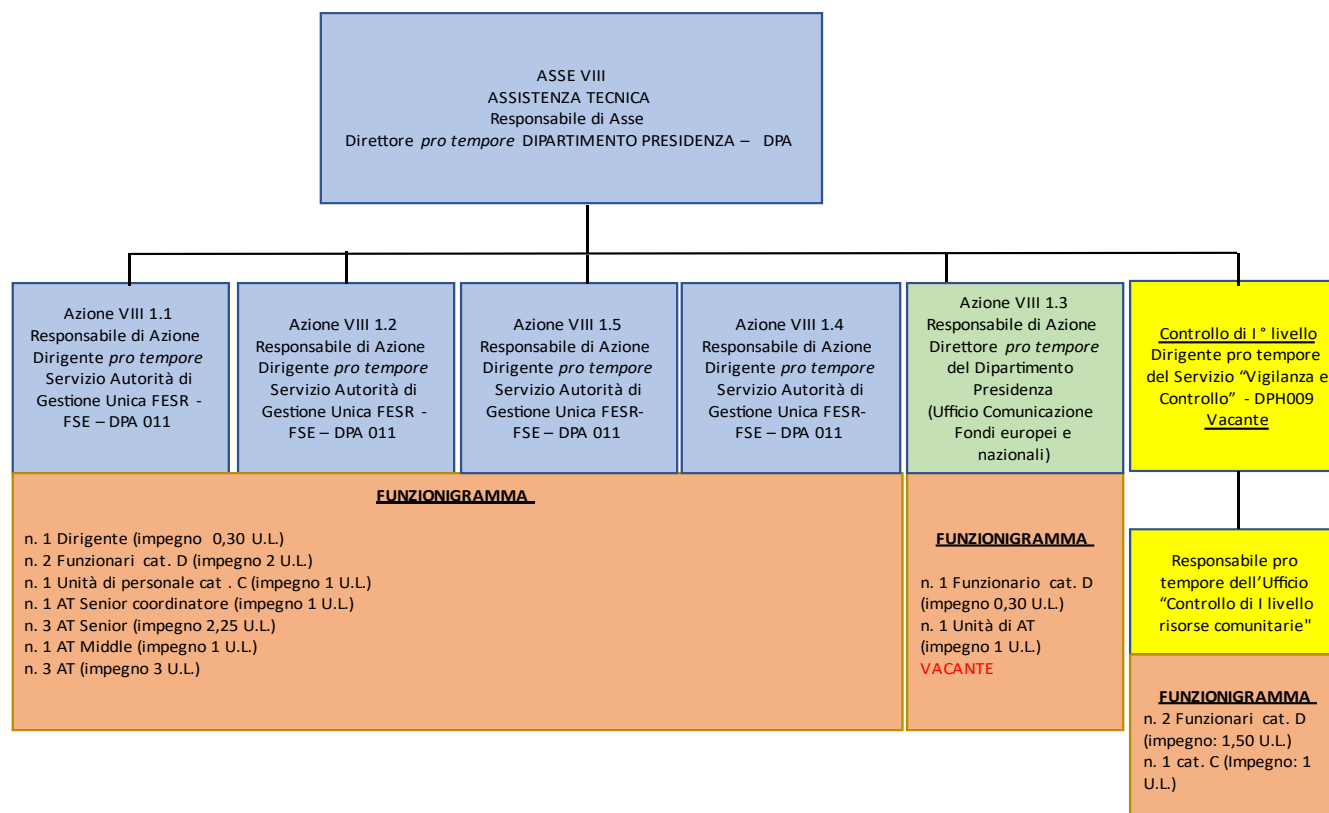 ASSE VIII
ASSISTENZA TECNICA
Responsabile di Asse
Direttore pro tempore DIPARTIMENTO PRESIDENZA – DPA
Azione VIII 1.1
Responsabile di Azione
Dirigente pro tempore
Servizio Autorità di
Gestione Unica FESR -
FSE – DPA 011
Azione VIII 1.2
Responsabile di Azione
Dirigente pro tempore
Servizio Autorità di
Gestione Unica FESR -
FSE – DPA 011
Azione VIII 1.5
Responsabile di Azione
Dirigente pro tempore
Servizio Autorità di
Gestione Unica FESR-
FSE – DPA 011
Azione VIII 1.4
Responsabile di Azione
Dirigente pro tempore
Servizio Autorità di
Gestione Unica FESR-
FSE – DPA 011
Azione VIII 1.3
Responsabile di Azione
Direttore pro tempore
del Dipartimento
Presidenza
(Ufficio Comunicazione
Fondi europei e
nazionali)
Controllo di I° livello
Dirigente pro tempore
del Servizio “Vigilanza e
Controllo” - DPH009
Vacante
FUNZIONIGRAMMA
n. 1 Dirigente (impegno 0,30 U.L.)
n. 2 Funzionari cat. D (impegno 2 U.L.)
n. 1 Unità di personale cat . C (impegno 1 U.L.)
n. 1 AT Senior coordinatore (impegno 1 U.L.)
n. 3 AT Senior (impegno 2,25 U.L.)
n. 1 AT Middle (impegno 1 U.L.)
n. 3 AT (impegno 3 U.L.)
FUNZIONIGRAMMA
n. 1 Funzionario cat. D
(impegno 0,30 U.L.)
n. 1 Unità di AT
(impegno 1 U.L.)
VACANTE
Responsabile pro
tempore dell’Ufficio
“Controllo di I livello
risorse comunitarie"
FUNZIONIGRAMMA
n. 2 Funzionari cat. D
(impegno: 1,50 U.L.)
n. 1 cat. C (Impegno: 1
U.L.)